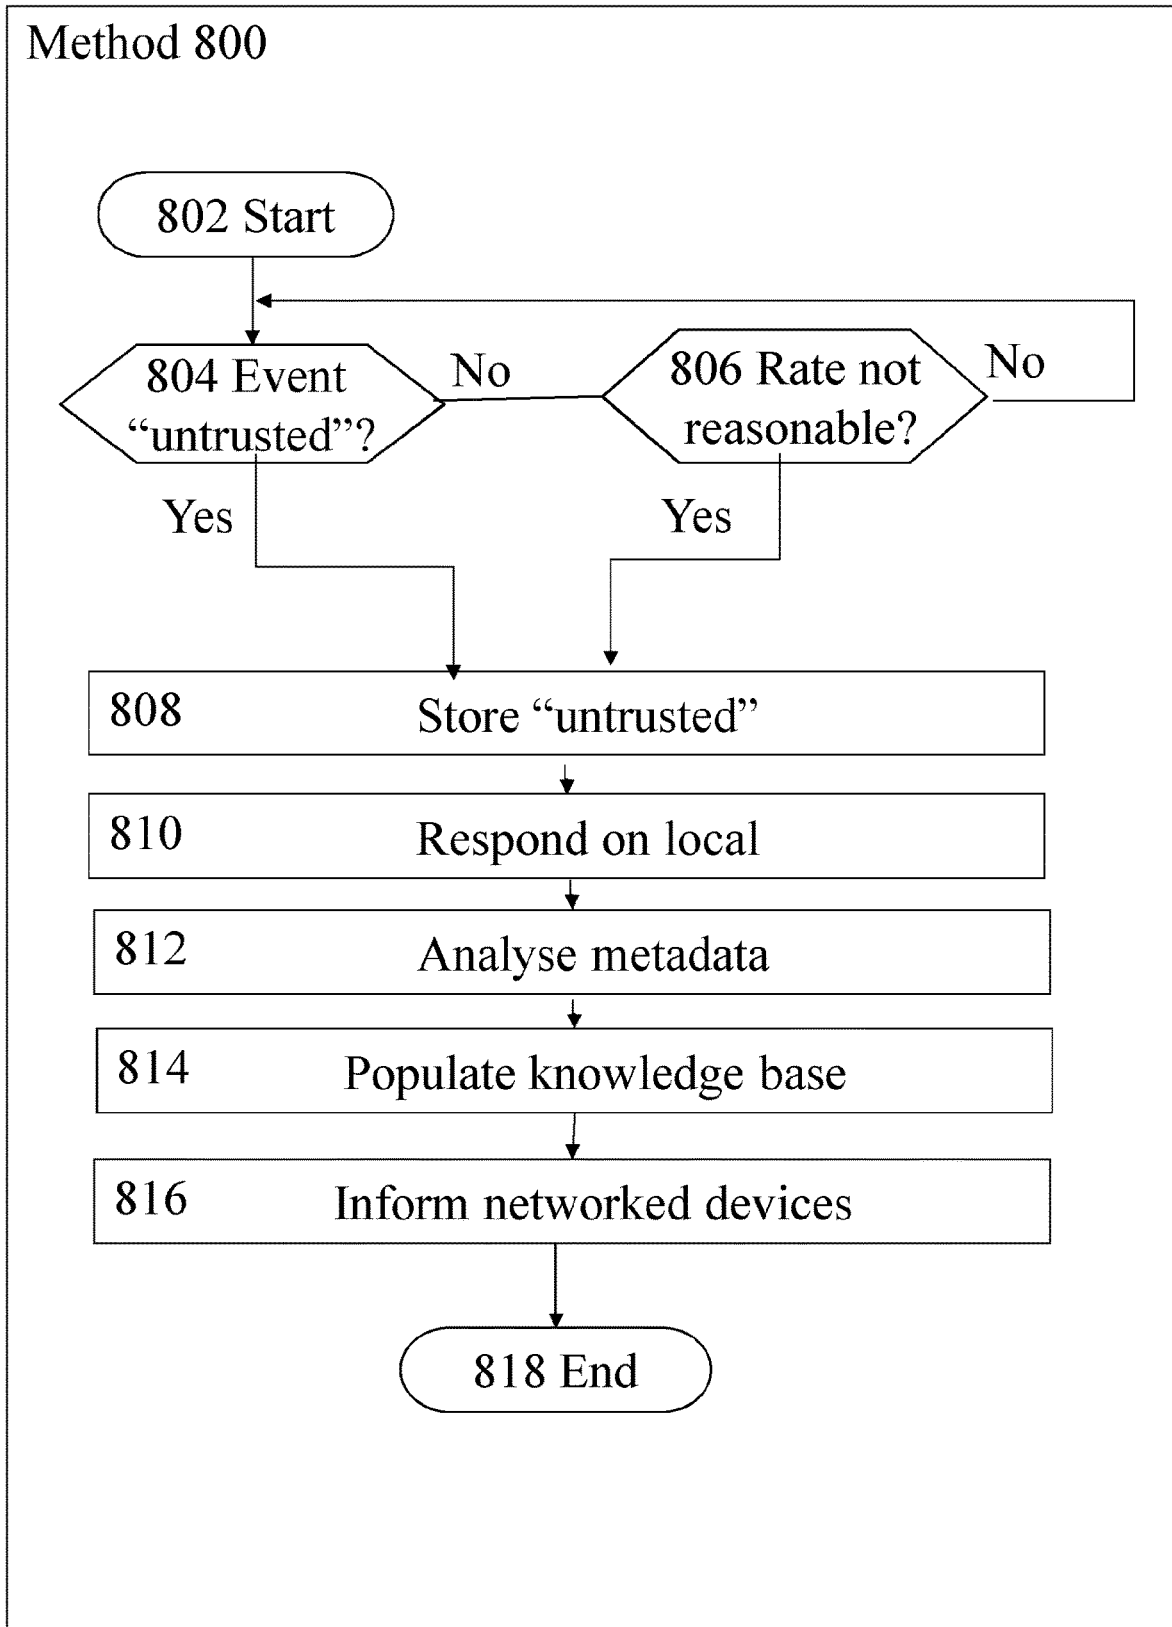 Method 800
802 Start
804 Event
“untrusted”?
No
806 Rate not
reasonable?
No
Yes
Yes
808 Store “untrusted”
810 Respond on local
812 Analyse metadata
814 Populate knowledge base
816 Inform networked devices
818 End